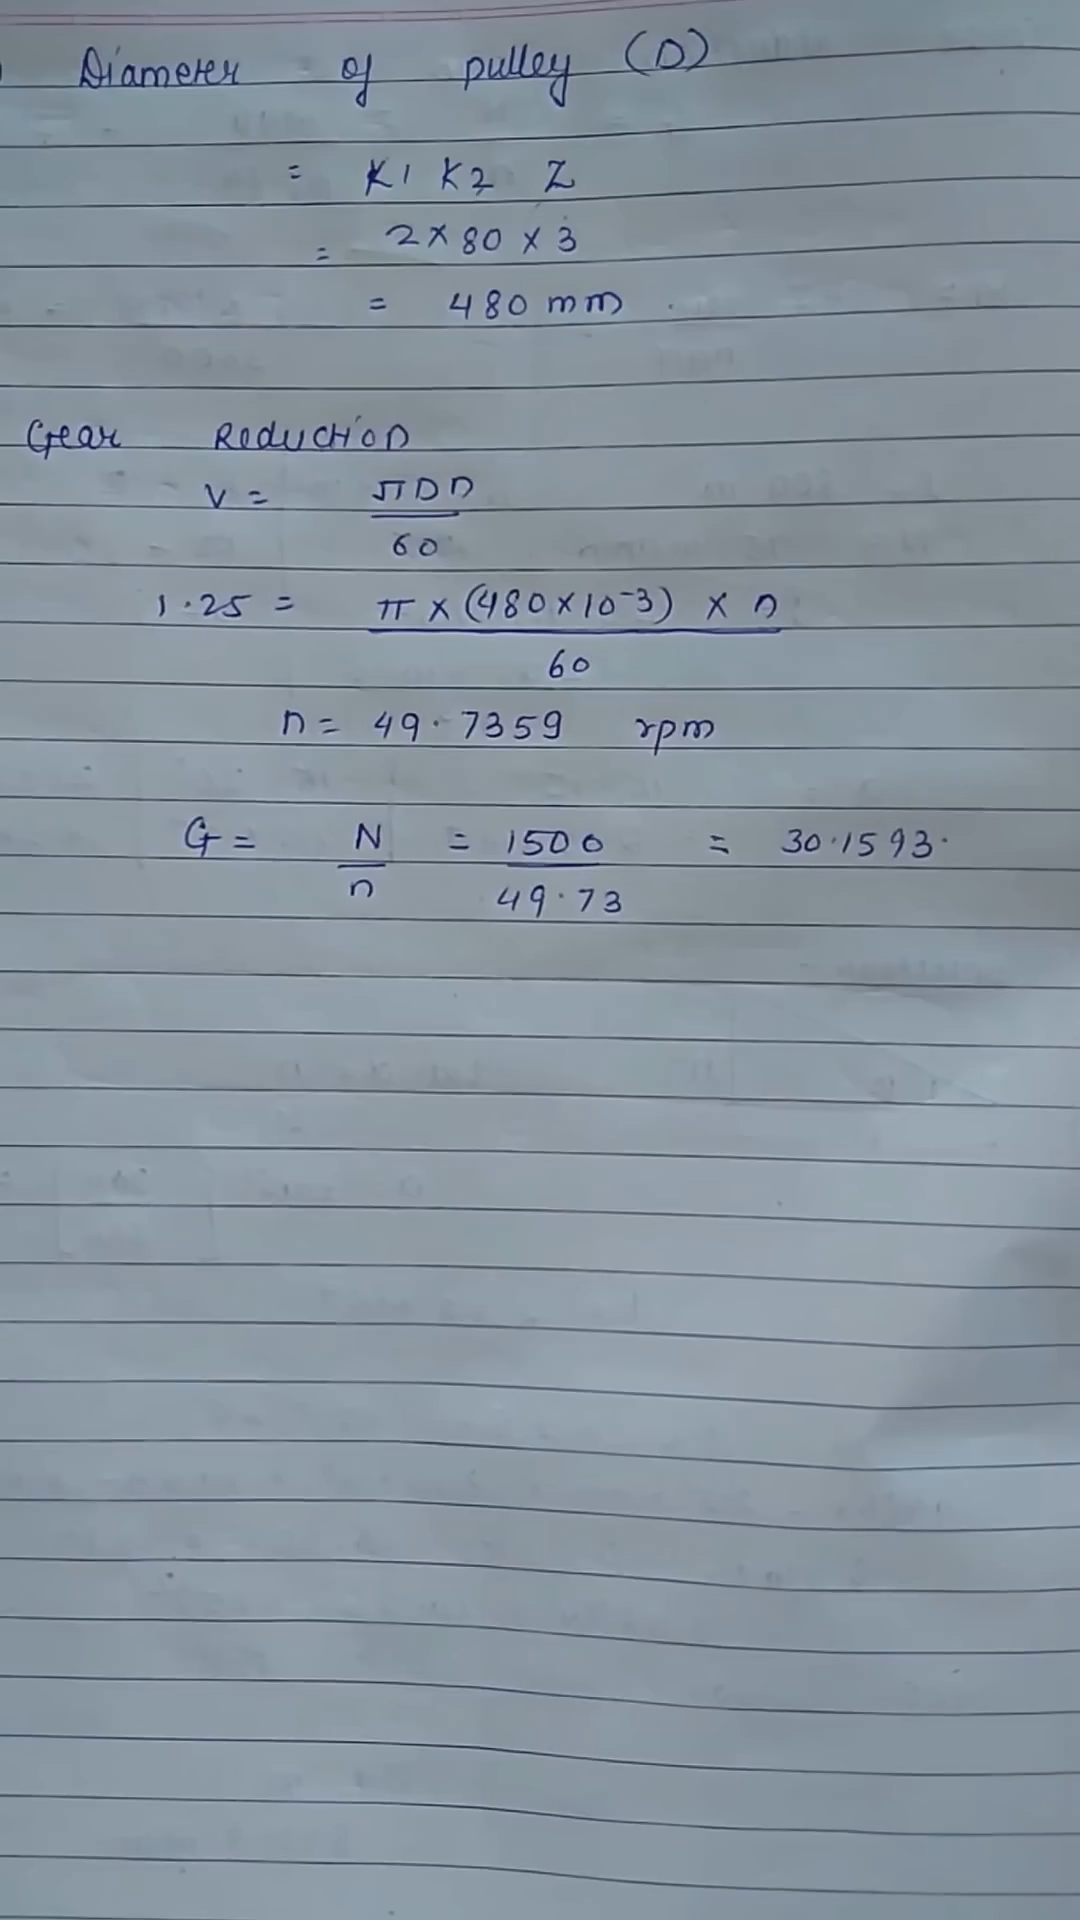 Diameter of pulley (D)
= K1 K2 Z
= 2 × 80 × 3
= 480 mm
Gear Reduction
V = πDn
60
1.25 = π × (480×10-3) × n
60
n = 49.7359 rpm
G = N = 1500 = 30.1593.
n 49.73